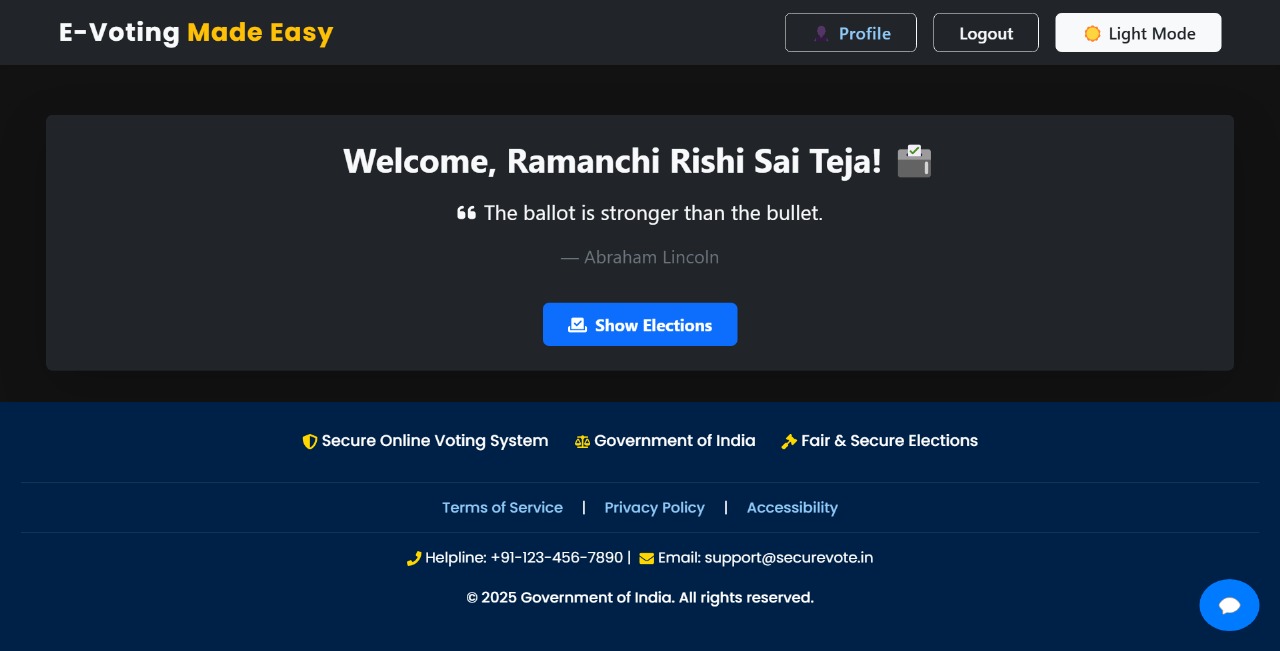 E-Voting Made Easy
Profile
Logout
Light Mode
Welcome, Ramanchi Rishi Sai Teja!
The ballot is stronger than the bullet.
— Abraham Lincoln
Show Elections
Secure Online Voting System Government of India Fair & Secure Elections
Terms of Service | Privacy Policy | Accessibility
Helpline: +91-123-456-7890 | Email: support@securevote.in
© 2025 Government of India. All rights reserved.